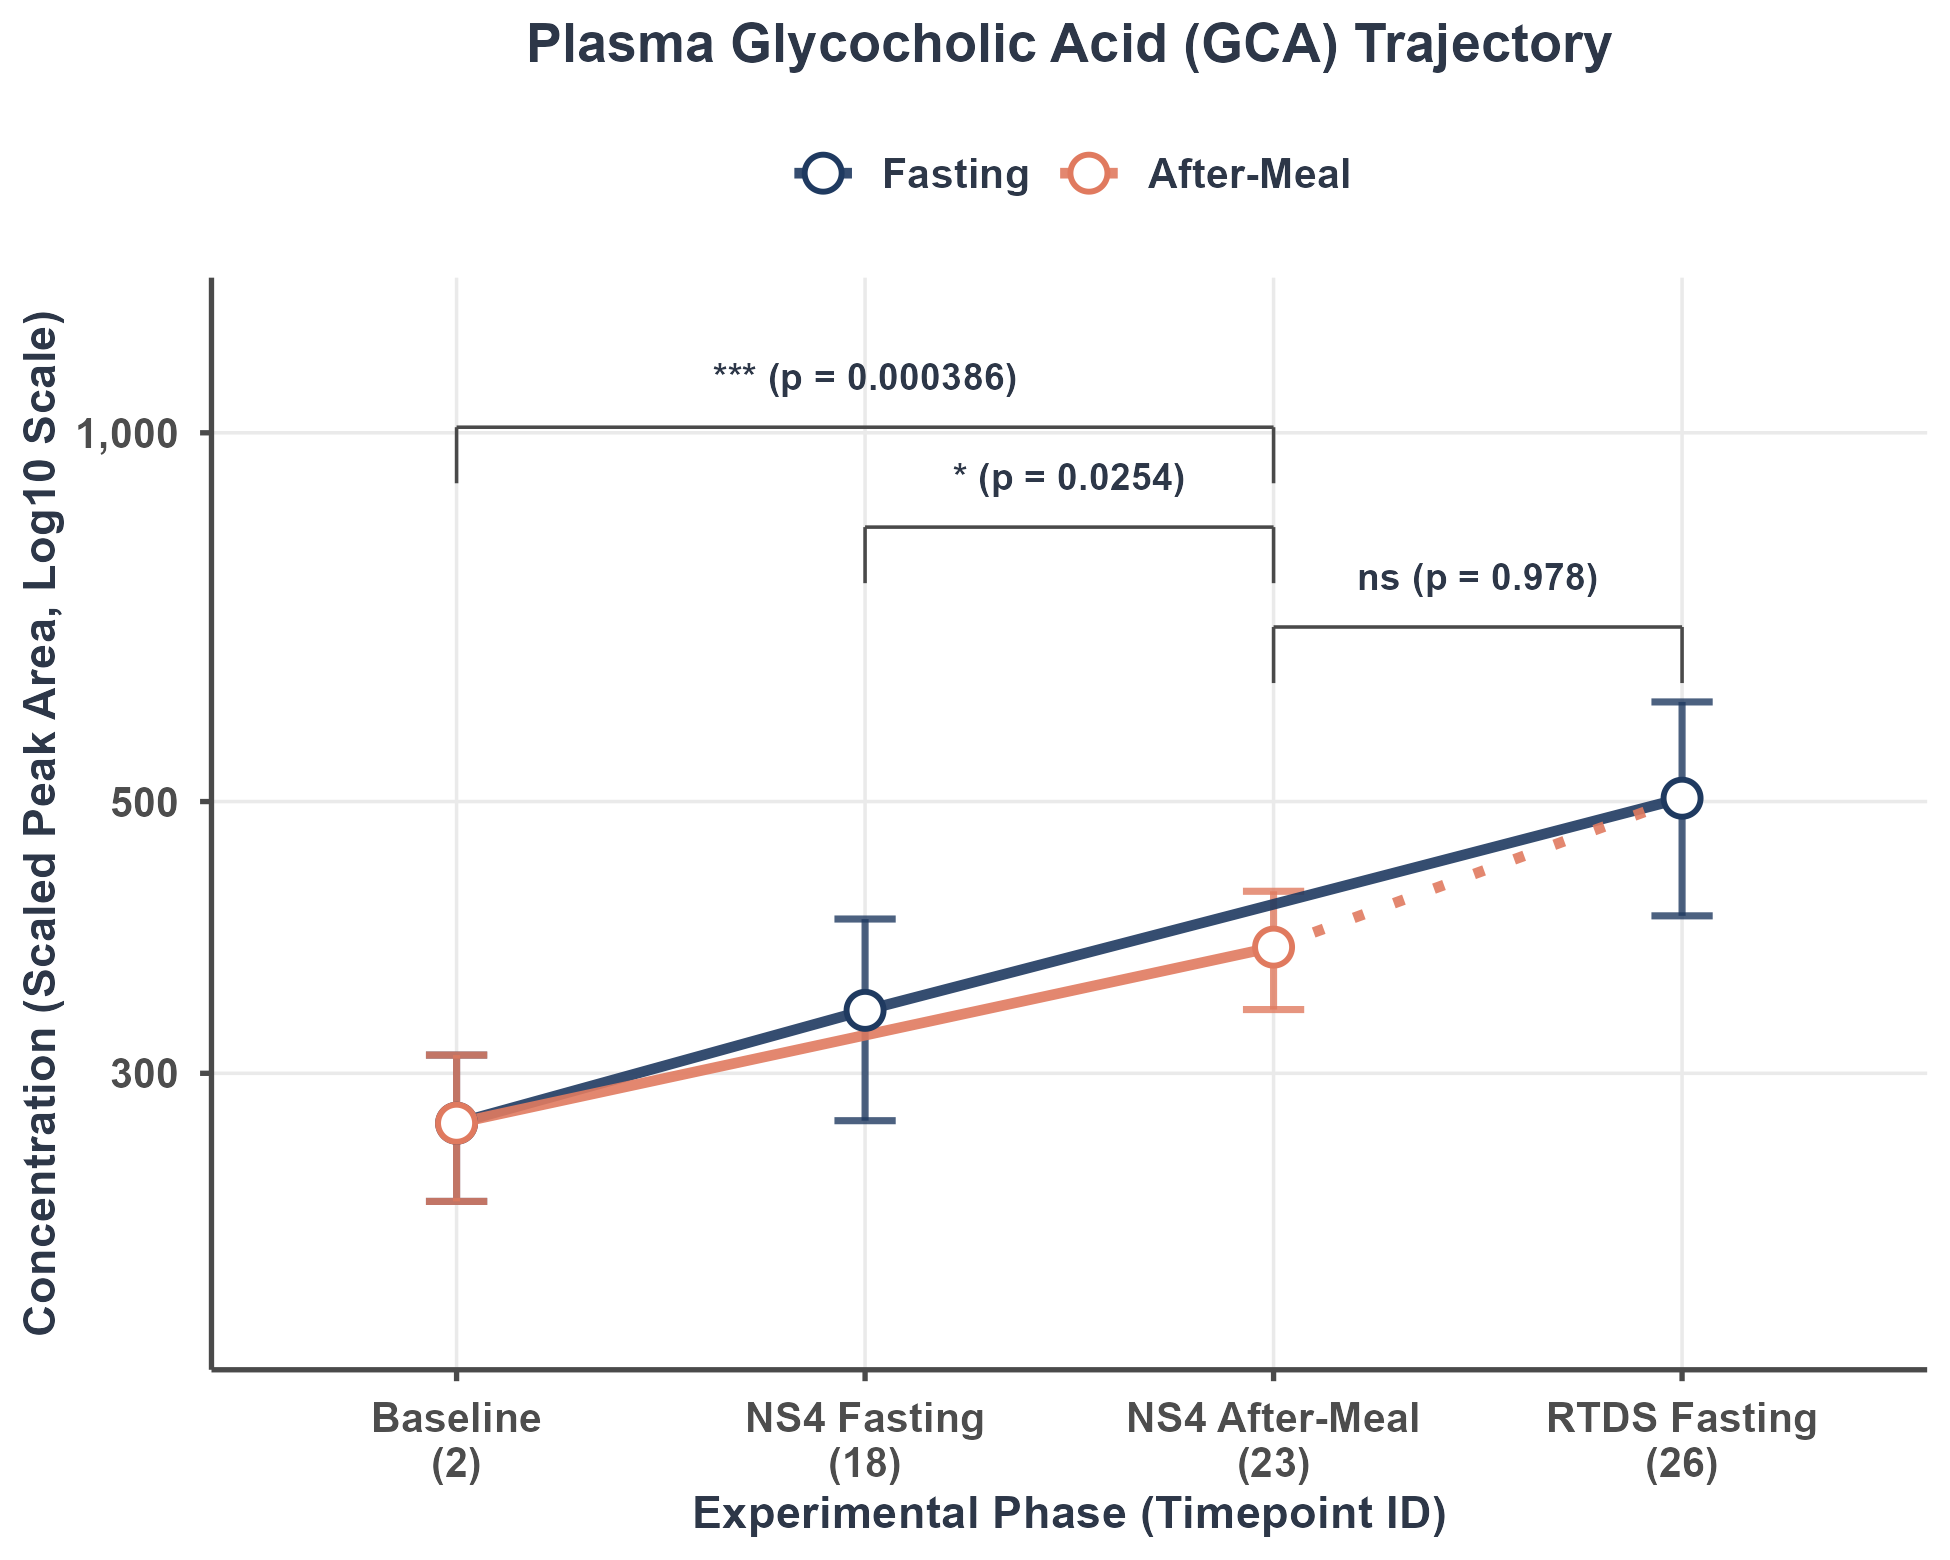 Plasma Glycocholic Acid (GCA) Trajectory
Fasting
After-Meal
Concentration (Scaled Peak Area, Log10 Scale)
1,000
500
300
*** (p = 0.000386)
* (p = 0.0254)
ns (p = 0.978)
Baseline
(2)
NS4 Fasting
(18)
NS4 After-Meal
(23)
RTDS Fasting
(26)
Experimental Phase (Timepoint ID)